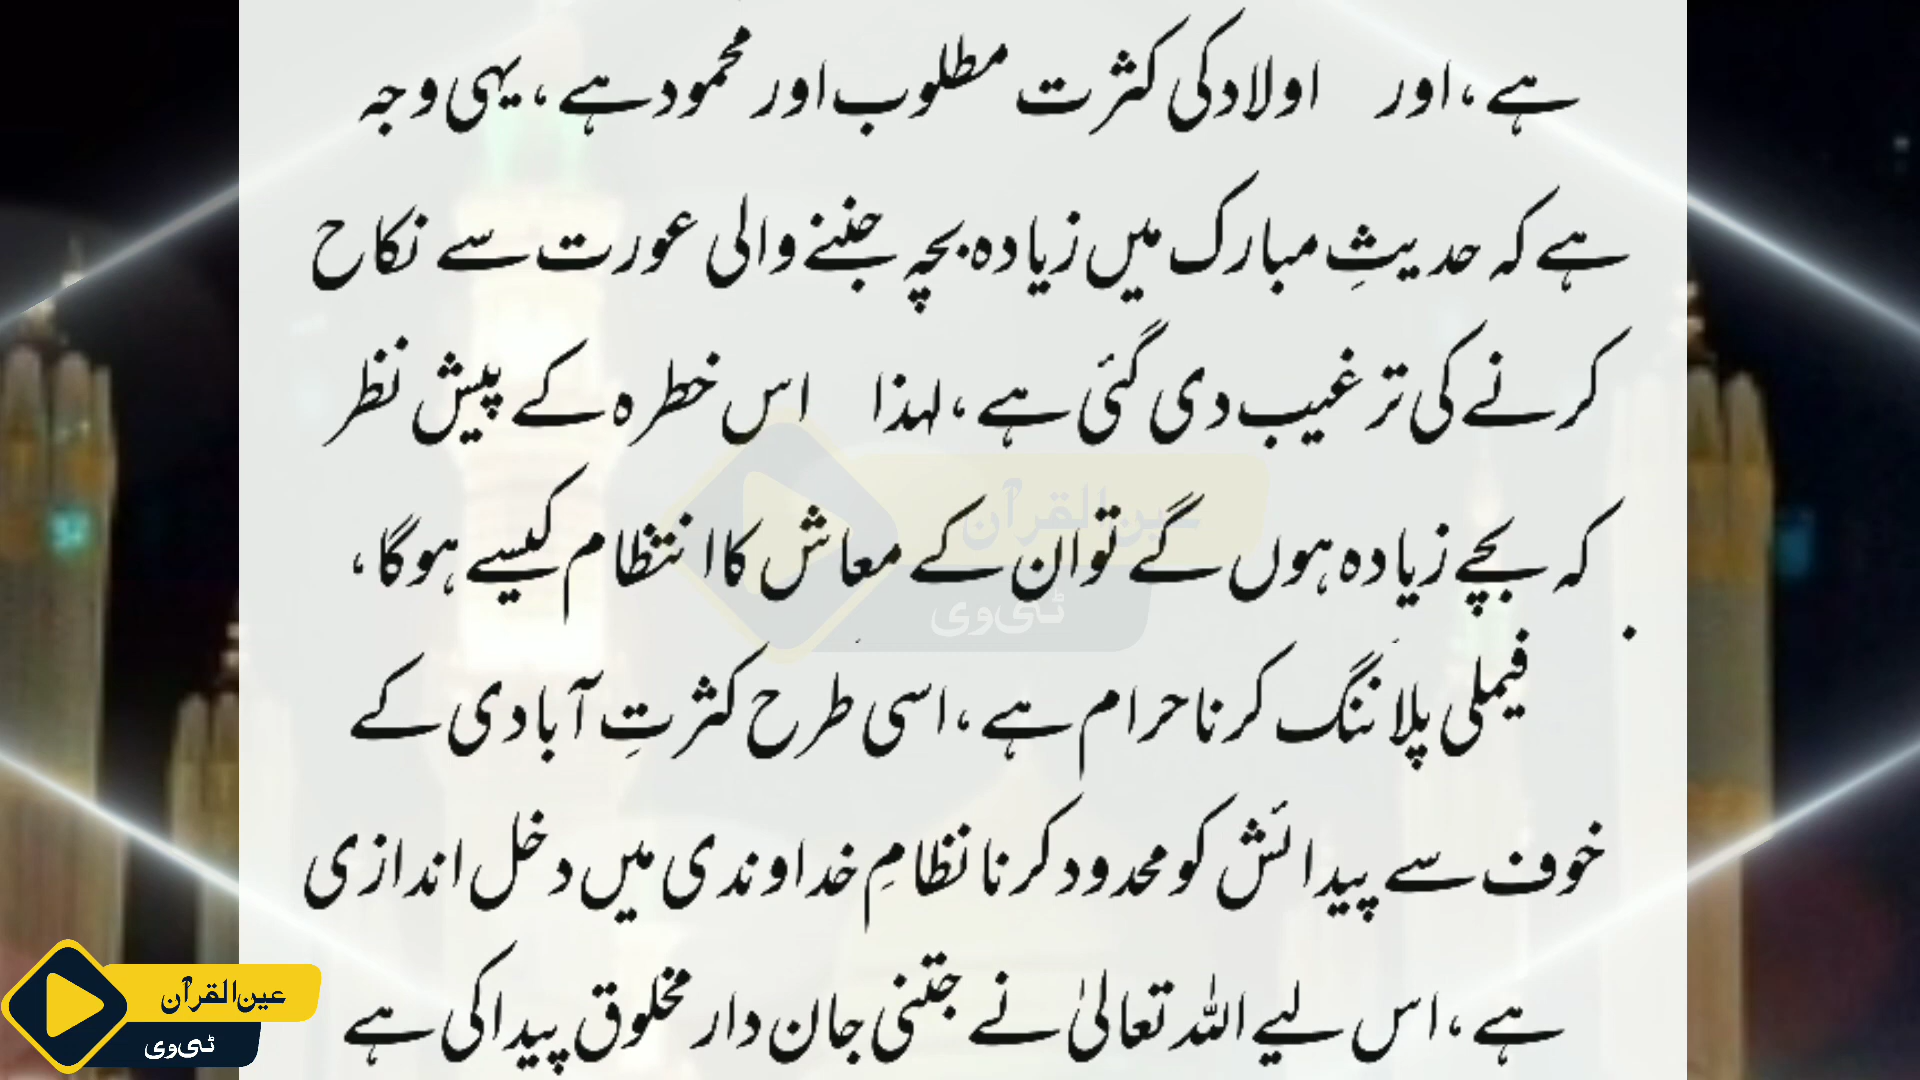 ہے، اور اولاد کی کثرت مطلوب اور محمود ہے، یہی وجہ
ہے کہ حدیثِ مبارک میں زیادہ بچہ جننے والی عورت سے نکاح
کرنے کی ترغیب دی گئی ہے، لہذا اس خطرہ کے پیش نظر
کہ بچے زیادہ ہوں گے تو ان کے معاش کا انتظام کیسے ہوگا،
فیملی پلاننگ کرنا حرام ہے، اسی طرح کثرتِ آبادی کے
خوف سے پیدائش کو محدود کرنا نظامِ خداوندی میں دخل اندازی
ہے، اس لیے اللہ تعالیٰ نے جتنی جان دار مخلوق پیدا کی ہے
عین القرآن
ٹی وی
عین القرآن
ٹی وی